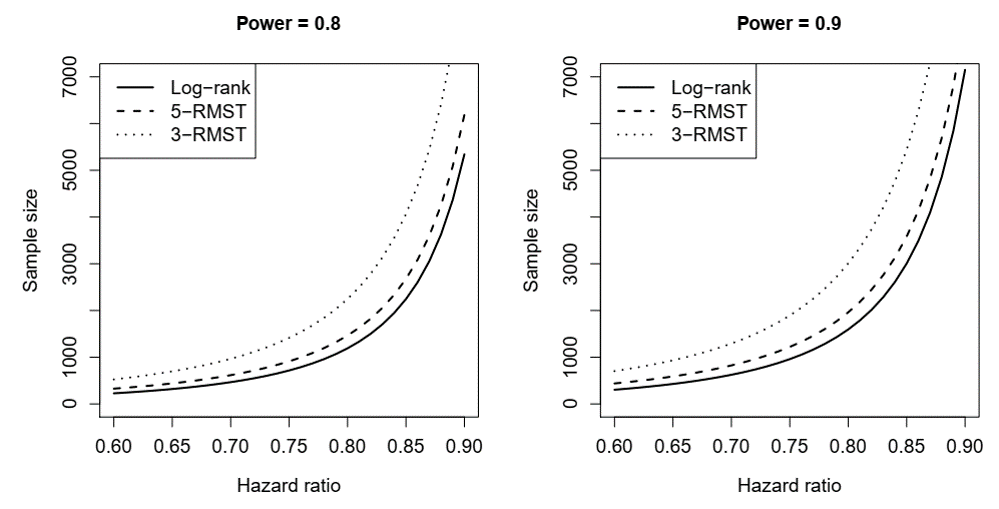 Power = 0.8
Log−rank
5−RMST
3−RMST
Sample size
7000
5000
3000
1000
0
0.60 0.65 0.70 0.75 0.80 0.85 0.90
Hazard ratio
Power = 0.9
Log−rank
5−RMST
3−RMST
Sample size
7000
5000
3000
1000
0
0.60 0.65 0.70 0.75 0.80 0.85 0.90
Hazard ratio